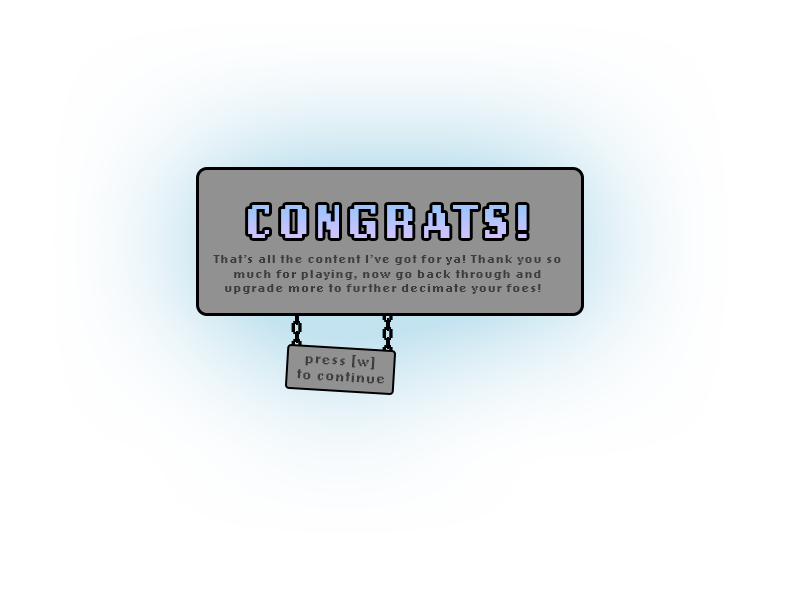 CONGRATS!
That's all the content I've got for ya! Thank you so
much for playing, now go back through and
upgrade more to further decimate your foes!
press [w]
to continue